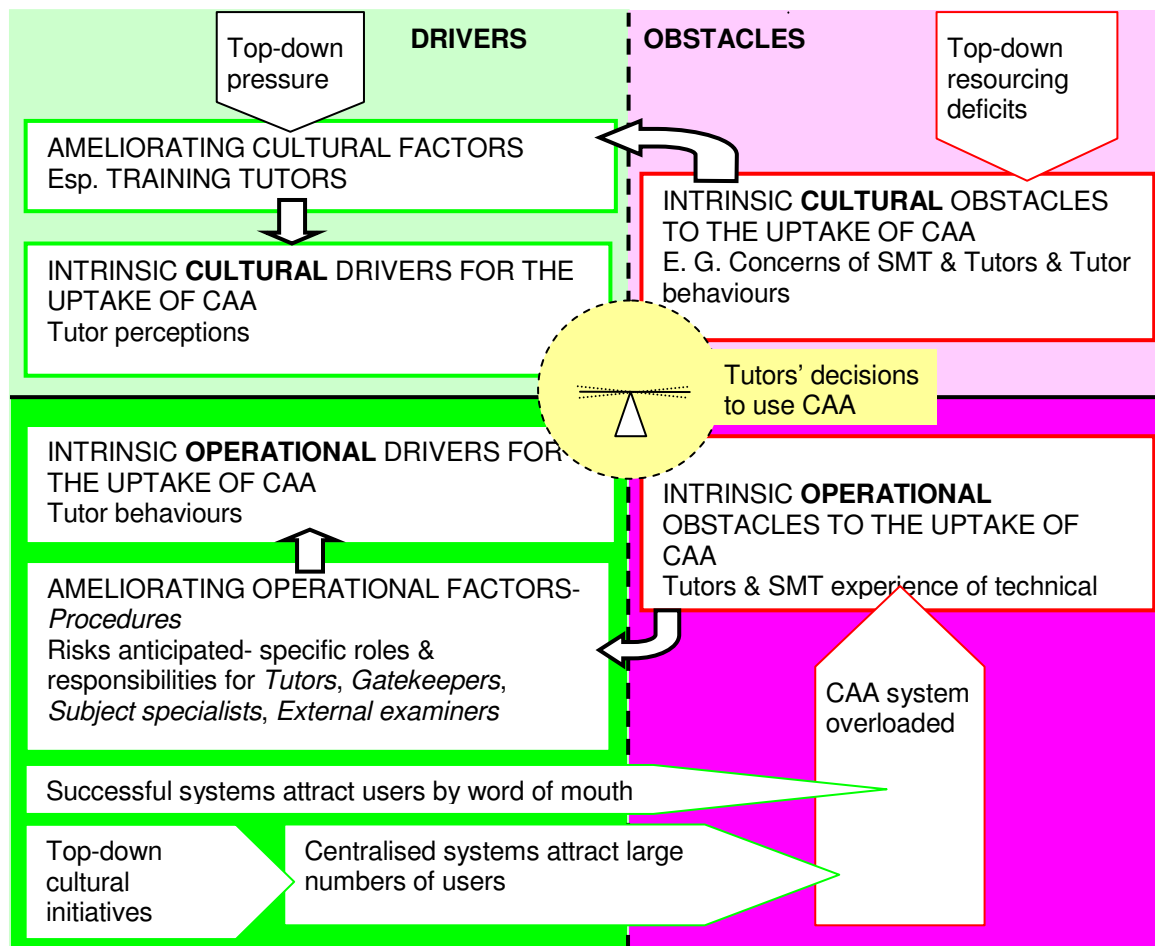 DRIVERS
OBSTACLES
Top-down
pressure
Top-down
resourcing
deficits
AMELIORATING CULTURAL FACTORS
Esp. TRAINING TUTORS
INTRINSIC CULTURAL DRIVERS FOR THE
UPTAKE OF CAA
Tutor perceptions
INTRINSIC CULTURAL OBSTACLES
TO THE UPTAKE OF CAA
E. G. Concerns of SMT & Tutors & Tutor
behaviours
Tutors' decisions
to use CAA
INTRINSIC OPERATIONAL DRIVERS FOR
THE UPTAKE OF CAA
Tutor behaviours
INTRINSIC OPERATIONAL
OBSTACLES TO THE UPTAKE OF
CAA
Tutors & SMT experience of technical
AMELIORATING OPERATIONAL FACTORS-
Procedures
Risks anticipated- specific roles &
responsibilities for Tutors, Gatekeepers,
Subject specialists, External examiners
CAA system
overloaded
Successful systems attract users by word of mouth
Top-down
cultural
initiatives
Centralised systems attract large
numbers of users